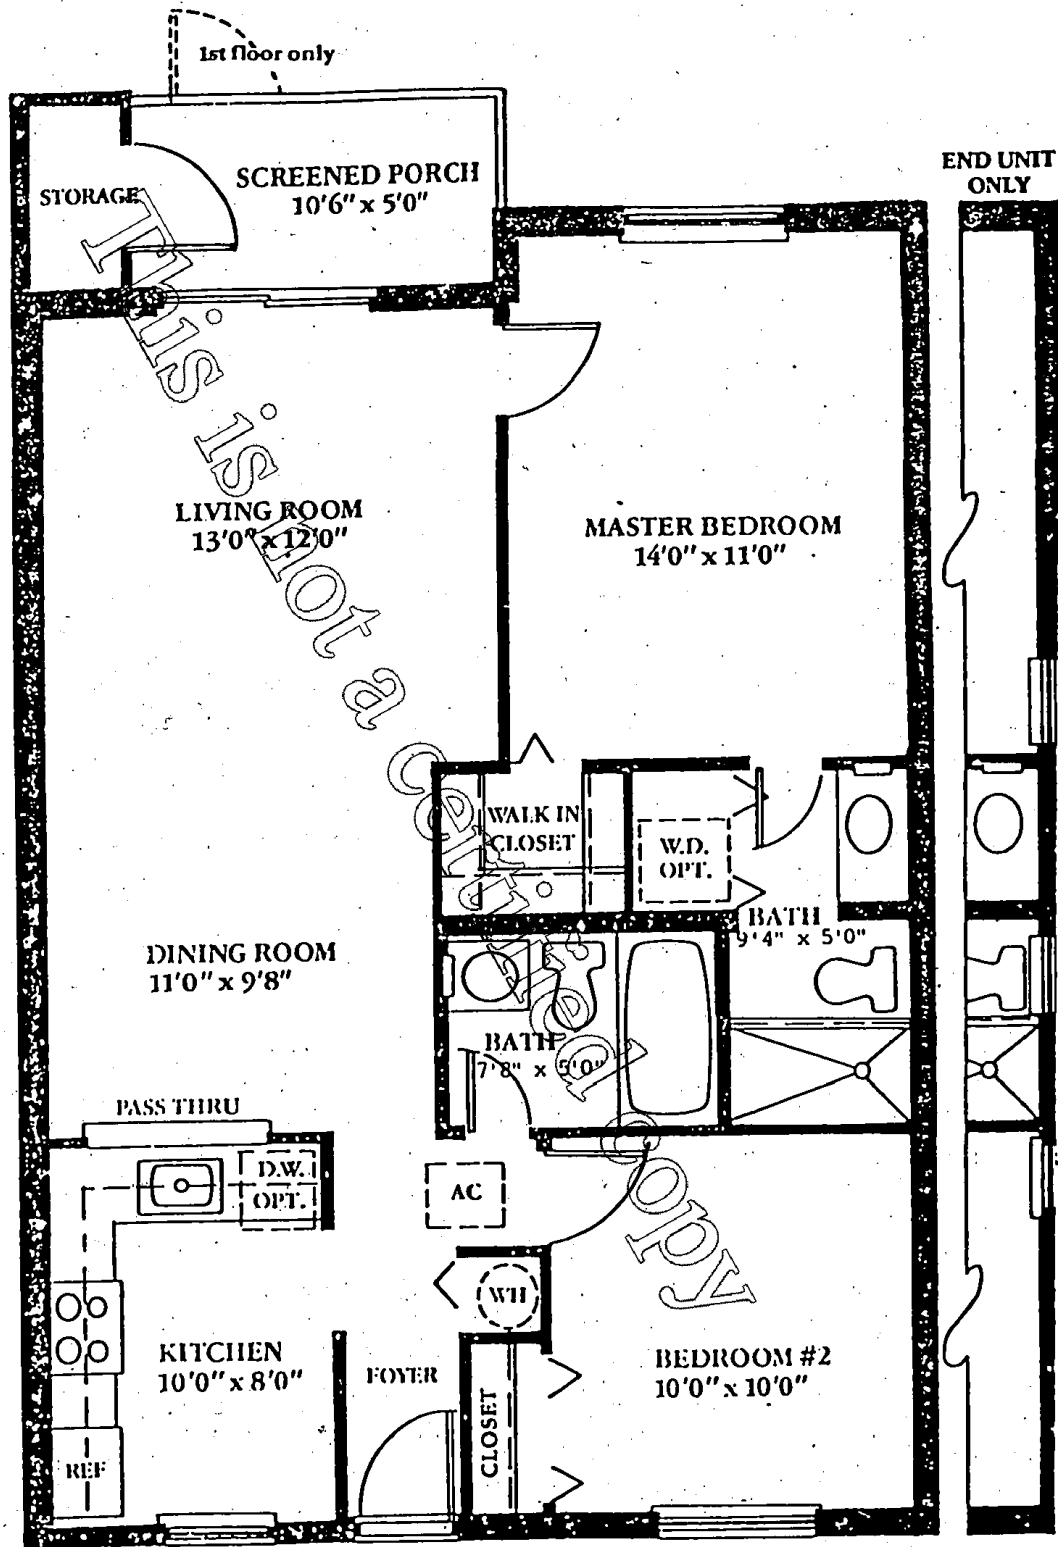 1st floor only
STORAGE
SCREENED PORCH
10'6" x 5'0"
END UNIT
ONLY
LIVING ROOM
13'0" x 12'0"
MASTER BEDROOM
14'0" x 11'0"
WALK IN
CLOSET
W.D.
OPT.
BATH
9'4" x 5'0"
DINING ROOM
11'0" x 9'8"
BATH
7'8" x 5'0"
PASS THRU
D.W.
OPT.
AC
WH
KITCHEN
10'0" x 8'0"
FOYER
BEDROOM #2
10'0" x 10'0"
CLOSET
REF
This is not a certified copy